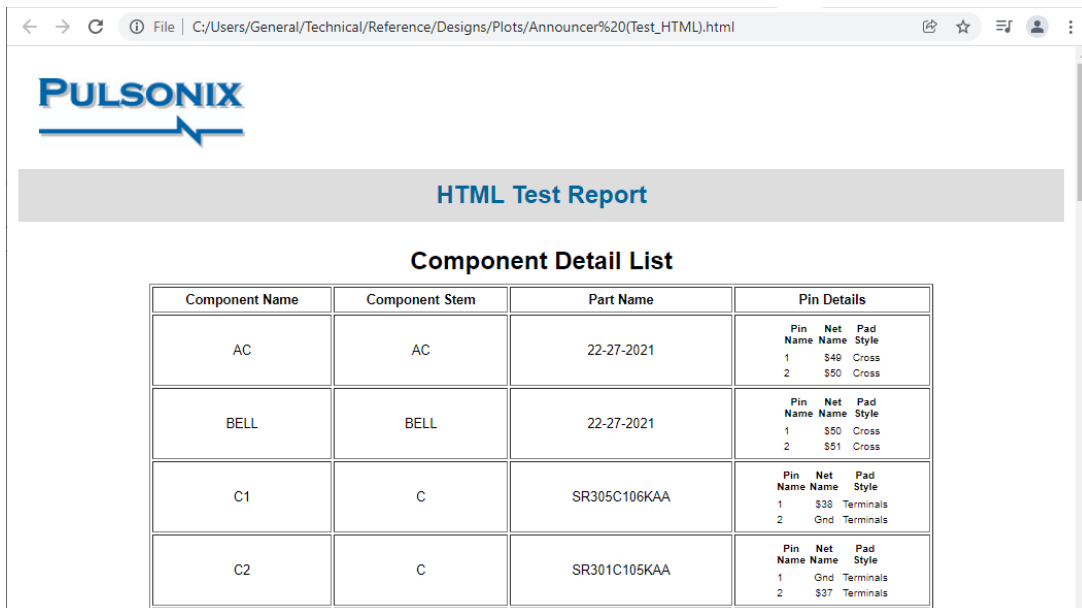 File | C:/Users/General/Technical/Reference/Designs/Plots/Announcer%20(Test_HTML).html
PULSONIX
HTML Test Report
Component Detail List
Component Name Component Stem Part Name Pin Details
AC AC 22-27-2021
Pin Net Pad
Name Name Style
1 $49 Cross
2 $50 Cross
BELL BELL 22-27-2021
Pin Net Pad
Name Name Style
1 $50 Cross
2 $51 Cross
C1 C SR305C106KAA
Pin Net Pad
Name Name Style
1 $38 Terminals
2 Gnd Terminals
C2 C SR301C105KAA
Pin Net Pad
Name Name Style
1 Gnd Terminals
2 $37 Terminals